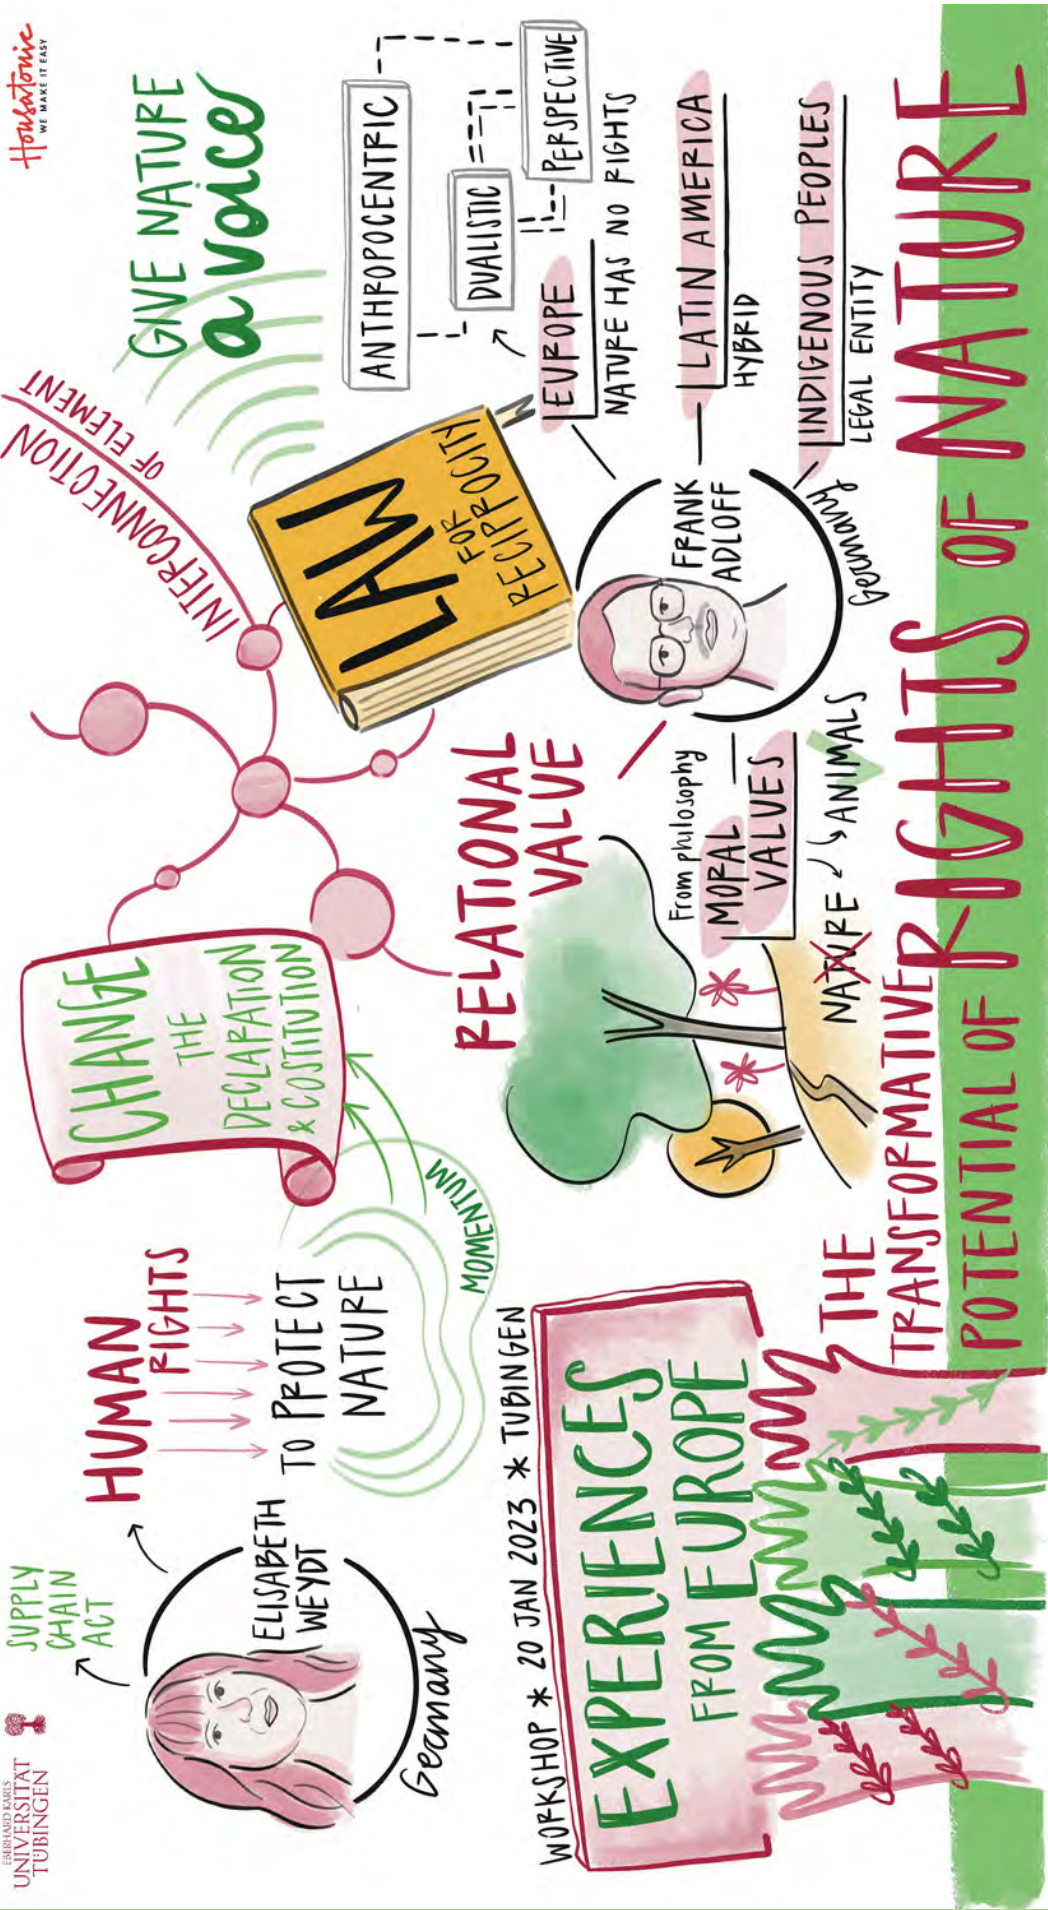 EBERHARD KARLS
UNIVERSITÄT
TÜBINGEN
SUPPLY
CHAIN
ACT
ELISABETH
WEYDT
Germany
HUMAN
RIGHTS
TO PROTECT
NATURE
MOMENTUM
CHANGE
THE
DECLARATION
& COSTITUTION
INTERCONNECTION
OF ELEMENT
GIVE NATURE
a voice
Housatonic
WE MAKE IT EASY
LAW
FOR
RECIPROCITY
ANTHROPOCENTRIC
DUALISTIC
PERSPECTIVE
RELATIONAL
VALUE
FRANK
ADLOFF
Germany
EUROPE
NATURE HAS NO RIGHTS
LATIN AMERICA
HYBRID
INDIGENOUS PEOPLES
LEGAL ENTITY
From philosophy
MORAL
VALUES
NATURE
ANIMALS
WORKSHOP * 20 JAN 2023 * TUBINGEN
EXPERIENCES
FROM EUROPE
THE
TRANSFORMATIVE
POTENTIAL OF
RIGHTS OF NATURE